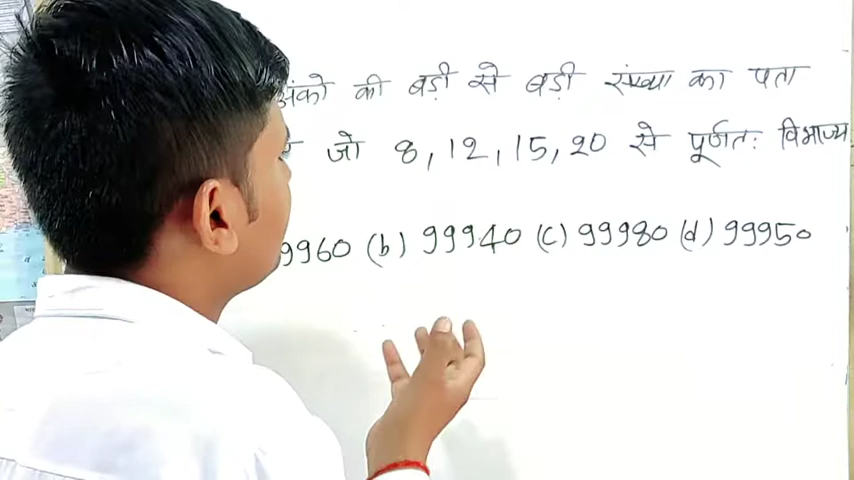 अंको की बड़ी से बड़ी संख्या का पता
जो 8, 12, 15, 20 से पूर्णतः विभाज्य
9960 (b) 99940 (c) 99980 (d) 99950